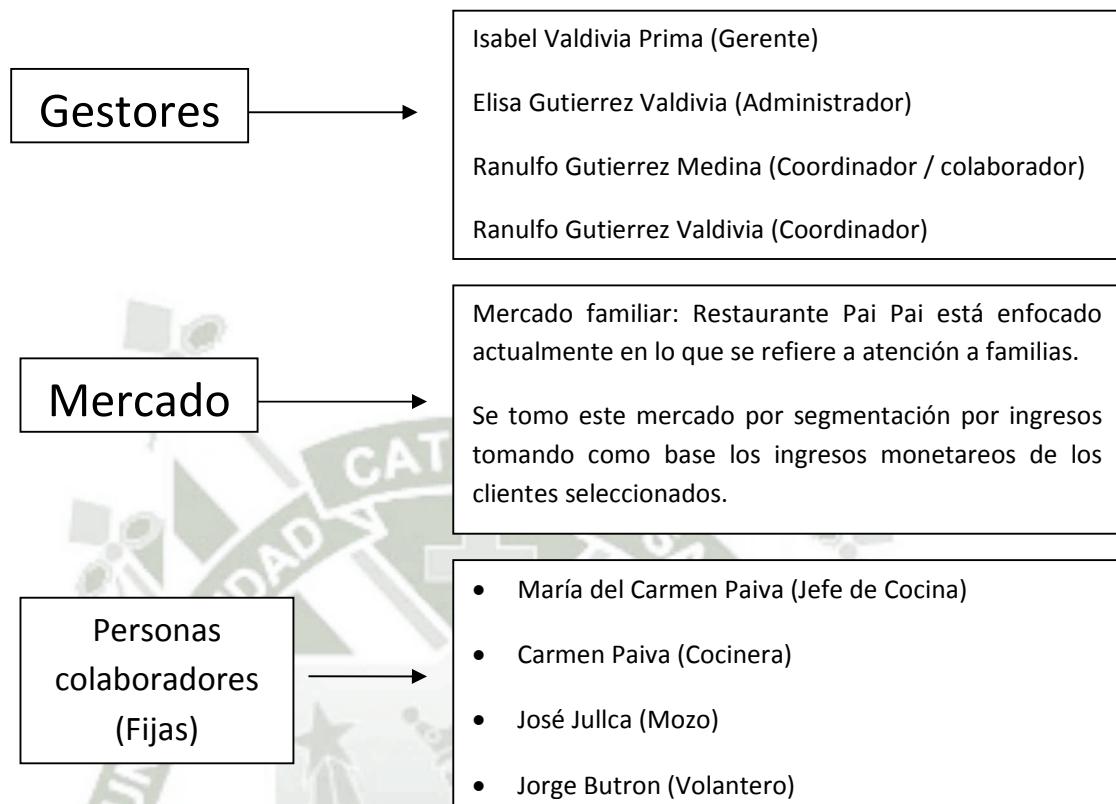 Gestores
Isabel Valdivia Prima (Gerente)
Elisa Gutierrez Valdivia (Administrador)
Ranulfo Gutierrez Medina (Coordinador / colaborador)
Ranulfo Gutierrez Valdivia (Coordinador)
Mercado
Mercado familiar: Restaurante Pai Pai está enfocado
actualmente en lo que se refiere a atención a familias.
Se tomo este mercado por segmentación por ingresos
tomando como base los ingresos monetareos de los
clientes seleccionados.
Personas
colaboradores
(Fijas)
• María del Carmen Paiva (Jefe de Cocina)
• Carmen Paiva (Cocinera)
• José Jullca (Mozo)
• Jorge Butron (Volantero)